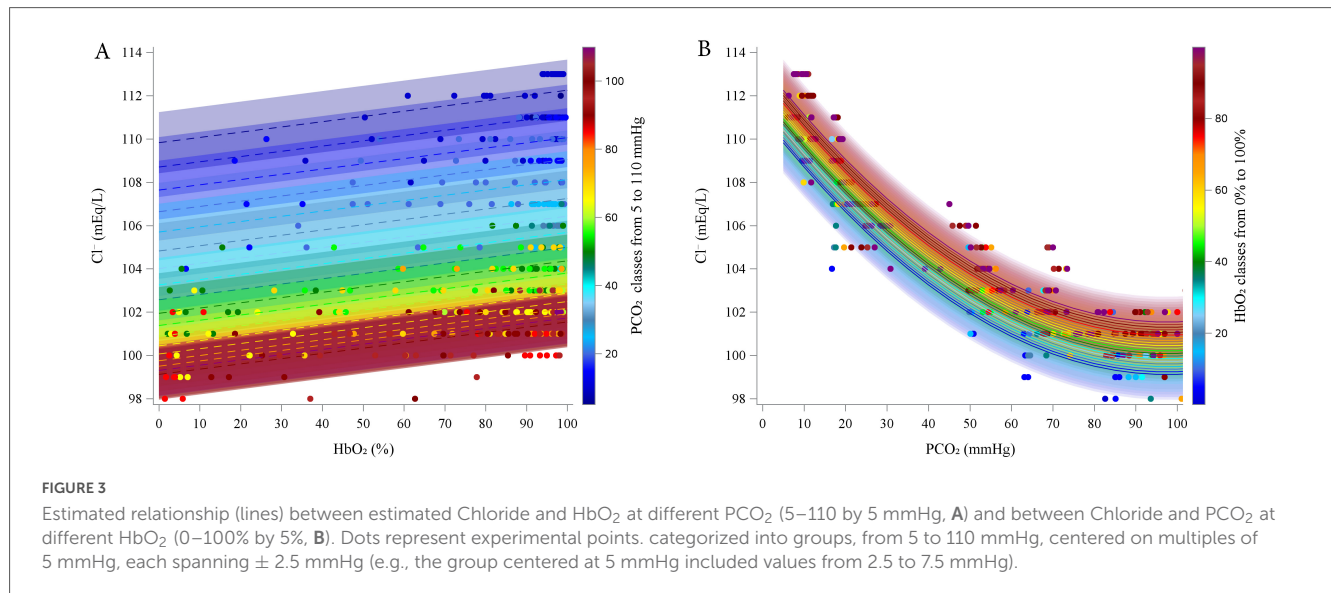 A
114
112
110
108
106
104
102
100
98
Cl⁻ (mEq/L)
0 10 20 30 40 50 60 70 80 90 100
HbO₂ (%)
100
80
60
40
20
PCO₂ classes from 5 to 110 mmHg
B
114
112
110
108
106
104
102
100
98
Cl⁻ (mEq/L)
0 10 20 30 40 50 60 70 80 90 100
PCO₂ (mmHg)
80
60
40
20
HbO₂ classes from 0% to 100%
FIGURE 3
Estimated relationship (lines) between estimated Chloride and HbO₂ at different PCO₂ (5–110 by 5 mmHg, A) and between Chloride and PCO₂ at
different HbO₂ (0–100% by 5%, B). Dots represent experimental points. categorized into groups, from 5 to 110 mmHg, centered on multiples of
5 mmHg, each spanning ± 2.5 mmHg (e.g., the group centered at 5 mmHg included values from 2.5 to 7.5 mmHg).